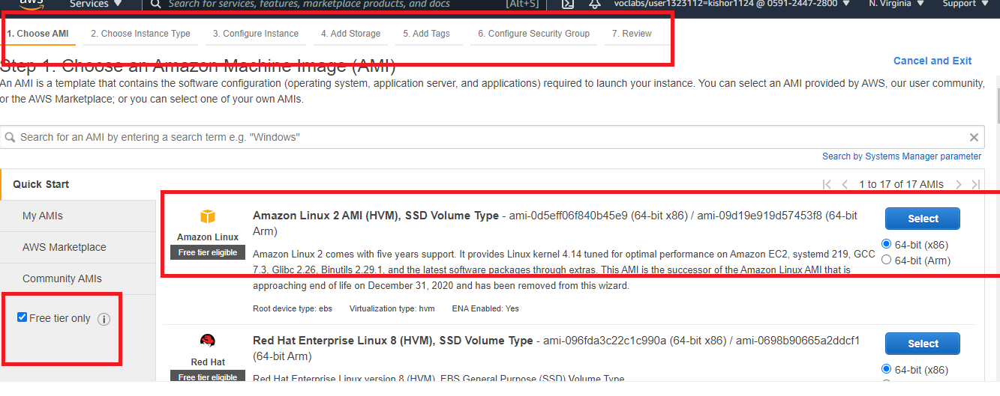 aws
Services
Search for services, features, marketplace products, and docs
[Alt+S]
voclabs/user1323112=kishor1124 @ 0591-2447-2800
N. Virginia
Support
1. Choose AMI
2. Choose Instance Type
3. Configure Instance
4. Add Storage
5. Add Tags
6. Configure Security Group
7. Review
Step 1: Choose an Amazon Machine Image (AMI)
Cancel and Exit
An AMI is a template that contains the software configuration (operating system, application server, and applications) required to launch your instance. You can select an AMI provided by AWS, our user community,
or the AWS Marketplace; or you can select one of your own AMIs.
Search for an AMI by entering a search term e.g. "Windows"
Search by Systems Manager parameter
Quick Start
My AMIs
AWS Marketplace
Community AMIs
Free tier only
1 to 17 of 17 AMIs
Amazon Linux
Free tier eligible
Amazon Linux 2 AMI (HVM), SSD Volume Type - ami-0d5eff06f840b45e9 (64-bit x86) / ami-09d19e919d57453f8 (64-bit
Arm)
Amazon Linux 2 comes with five years support. It provides Linux kernel 4.14 tuned for optimal performance on Amazon EC2, systemd 219, GCC
7.3, Glibc 2.26, Binutils 2.29.1, and the latest software packages through extras. This AMI is the successor of the Amazon Linux AMI that is
approaching end of life on December 31, 2020 and has been removed from this wizard.
Root device type: ebs
Virtualization type: hvm
ENA Enabled: Yes
Select
64-bit (x86)
64-bit (Arm)
Red Hat
Free tier eligible
Red Hat Enterprise Linux 8 (HVM), SSD Volume Type - ami-096fda3c22c1c990a (64-bit x86) / ami-0698b90665a2ddcf1
(64-bit Arm)
Red Hat Enterprise Linux version 8 (HVM), EBS General Purpose (SSD) Volume Type
Select
64-bit (x86)